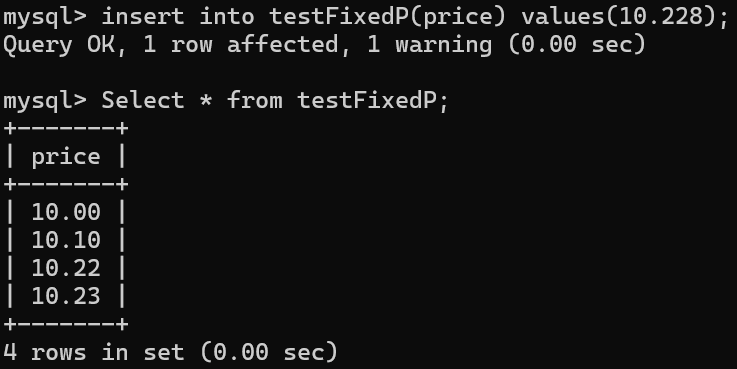 mysql> insert into testFixedP(price) values(10.228);
Query OK, 1 row affected, 1 warning (0.00 sec)

mysql> Select * from testFixedP;
+-------+
| price |
+-------+
| 10.00 |
| 10.10 |
| 10.22 |
| 10.23 |
+-------+
4 rows in set (0.00 sec)